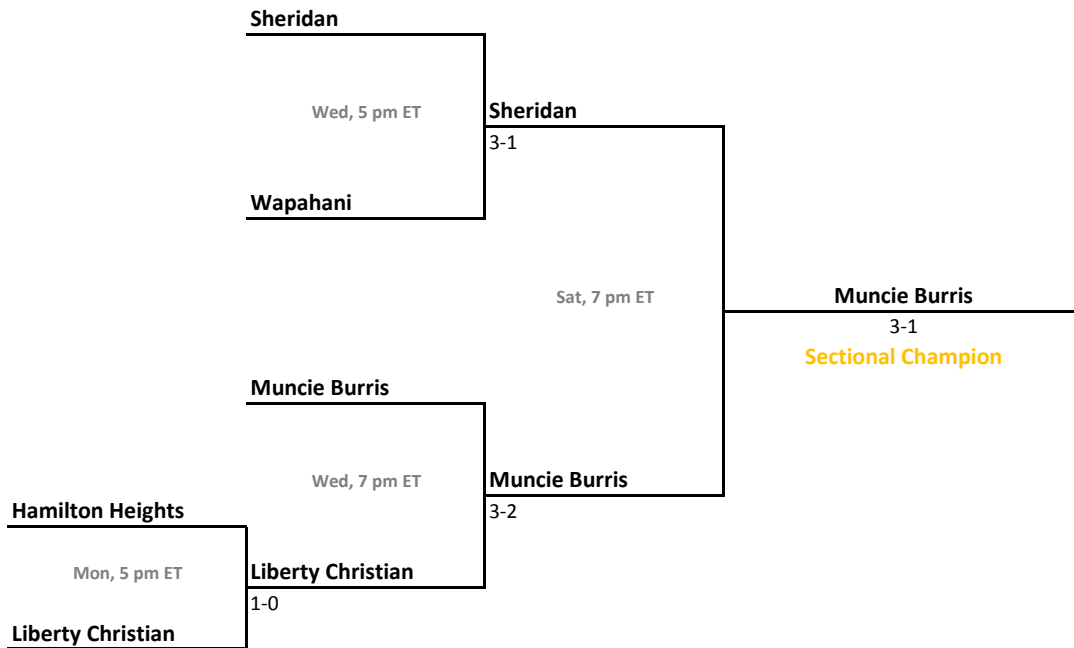 Sheridan
Wed, 5 pm ET
Sheridan
3-1
Wapahani
Sat, 7 pm ET
Muncie Burris
3-1
Sectional Champion
Muncie Burris
Wed, 7 pm ET
Muncie Burris
3-2
Hamilton Heights
Mon, 5 pm ET
Liberty Christian
1-0
Liberty Christian